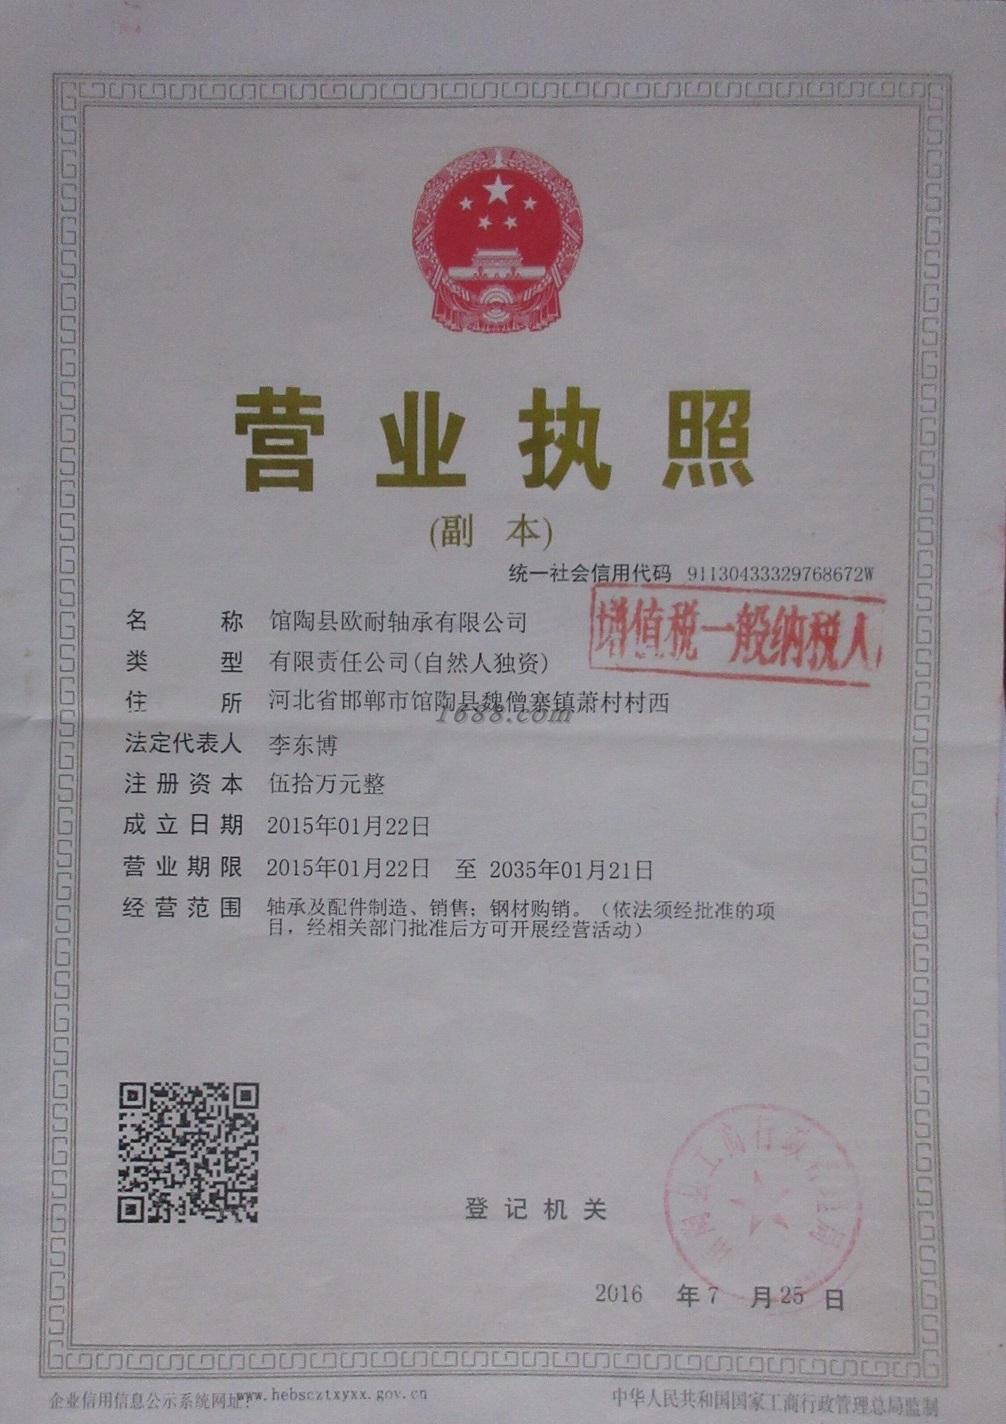 营业执照
(副 本)
统一社会信用代码 91130433329768672W
增值税一般纳税人
名 称 馆陶县欧耐轴承有限公司
类 型 有限责任公司(自然人独资)
住 所 河北省邯郸市馆陶县魏僧寨镇萧村村西
1688.com
法定代表人 李东博
注册资本 伍拾万元整
成立日期 2015年01月22日
营业期限 2015年01月22日 至 2035年01月21日
经营范围 轴承及配件制造、销售；钢材购销。（依法须经批准的项
目，经相关部门批准后方可开展经营活动）
登记机关
馆陶县工商行政管理局
2016 年 7 月 25 日
企业信用信息公示系统网址：www.hebscztxyxx.gov.cn
中华人民共和国国家工商行政管理总局监制